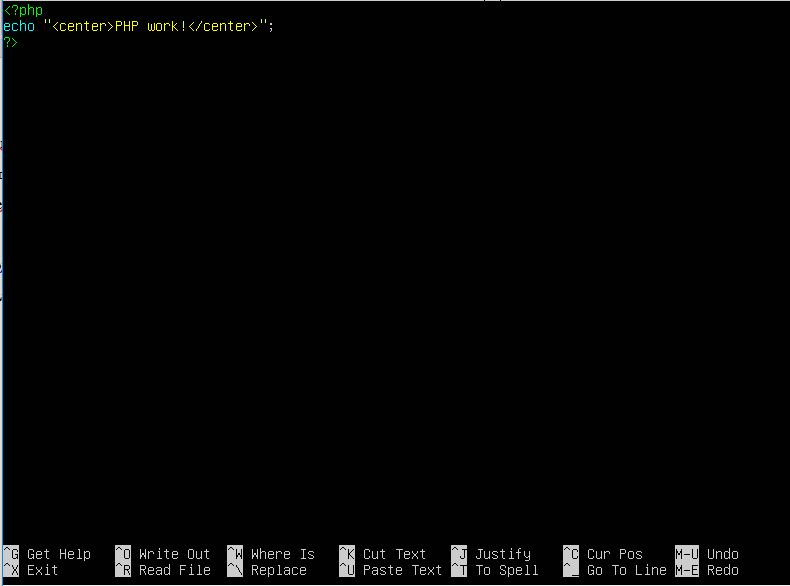 <?php
echo "<center>PHP work!</center>";
?>
^G Get Help ^O Write Out ^W Where Is ^K Cut Text ^J Justify ^C Cur Pos M-U Undo
^X Exit ^R Read File ^\ Replace ^U Paste Text ^T To Spell ^_ Go To Line M-E Redo